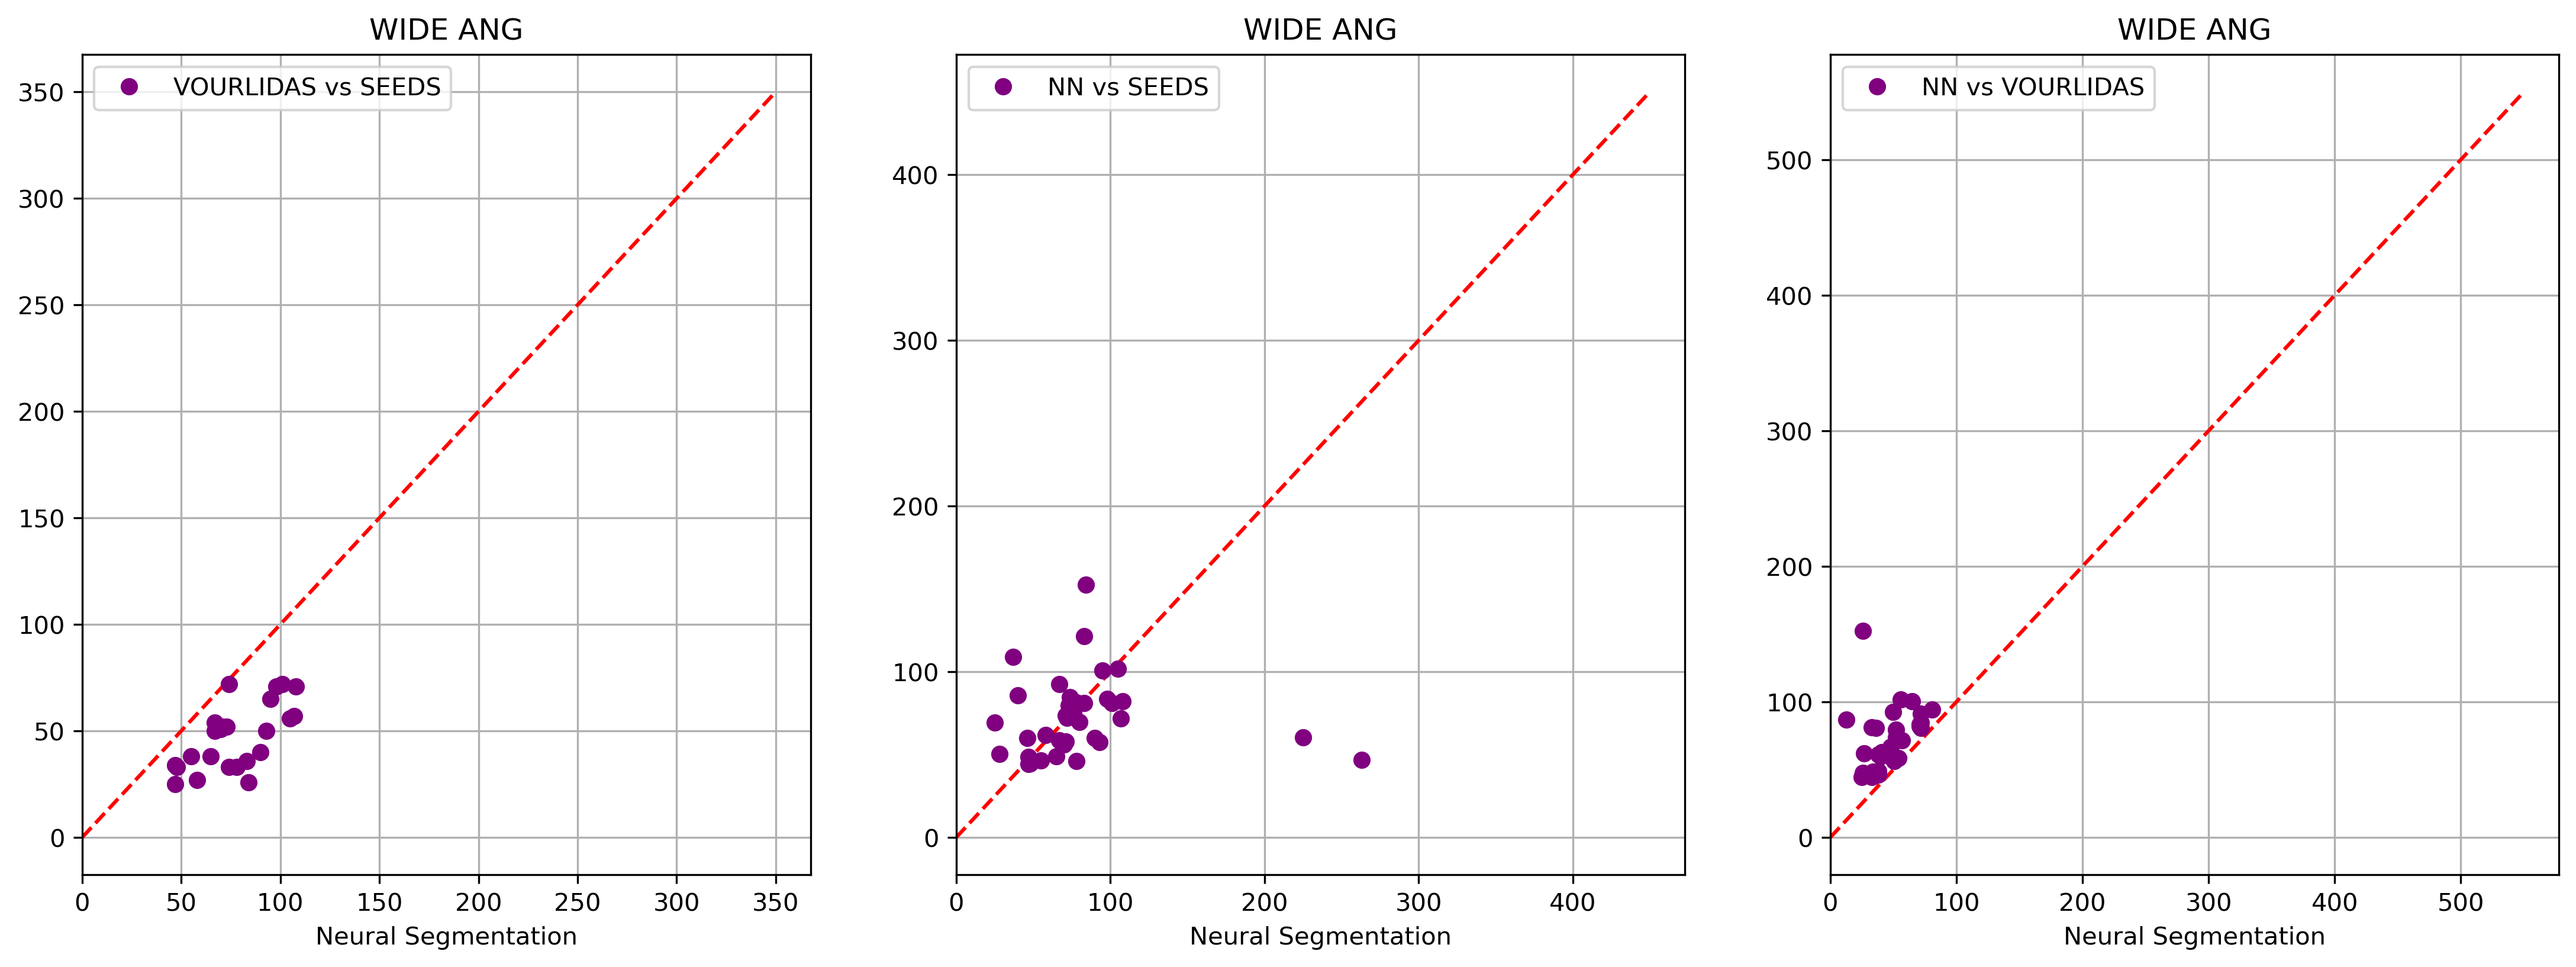 WIDE ANG
VOURLIDAS vs SEEDS
350
300
250
200
150
100
50
0
0 50 100 150 200 250 300 350
Neural Segmentation
WIDE ANG
NN vs SEEDS
400
300
200
100
0
0 100 200 300 400
Neural Segmentation
WIDE ANG
NN vs VOURLIDAS
500
400
300
200
100
0
0 100 200 300 400 500
Neural Segmentation